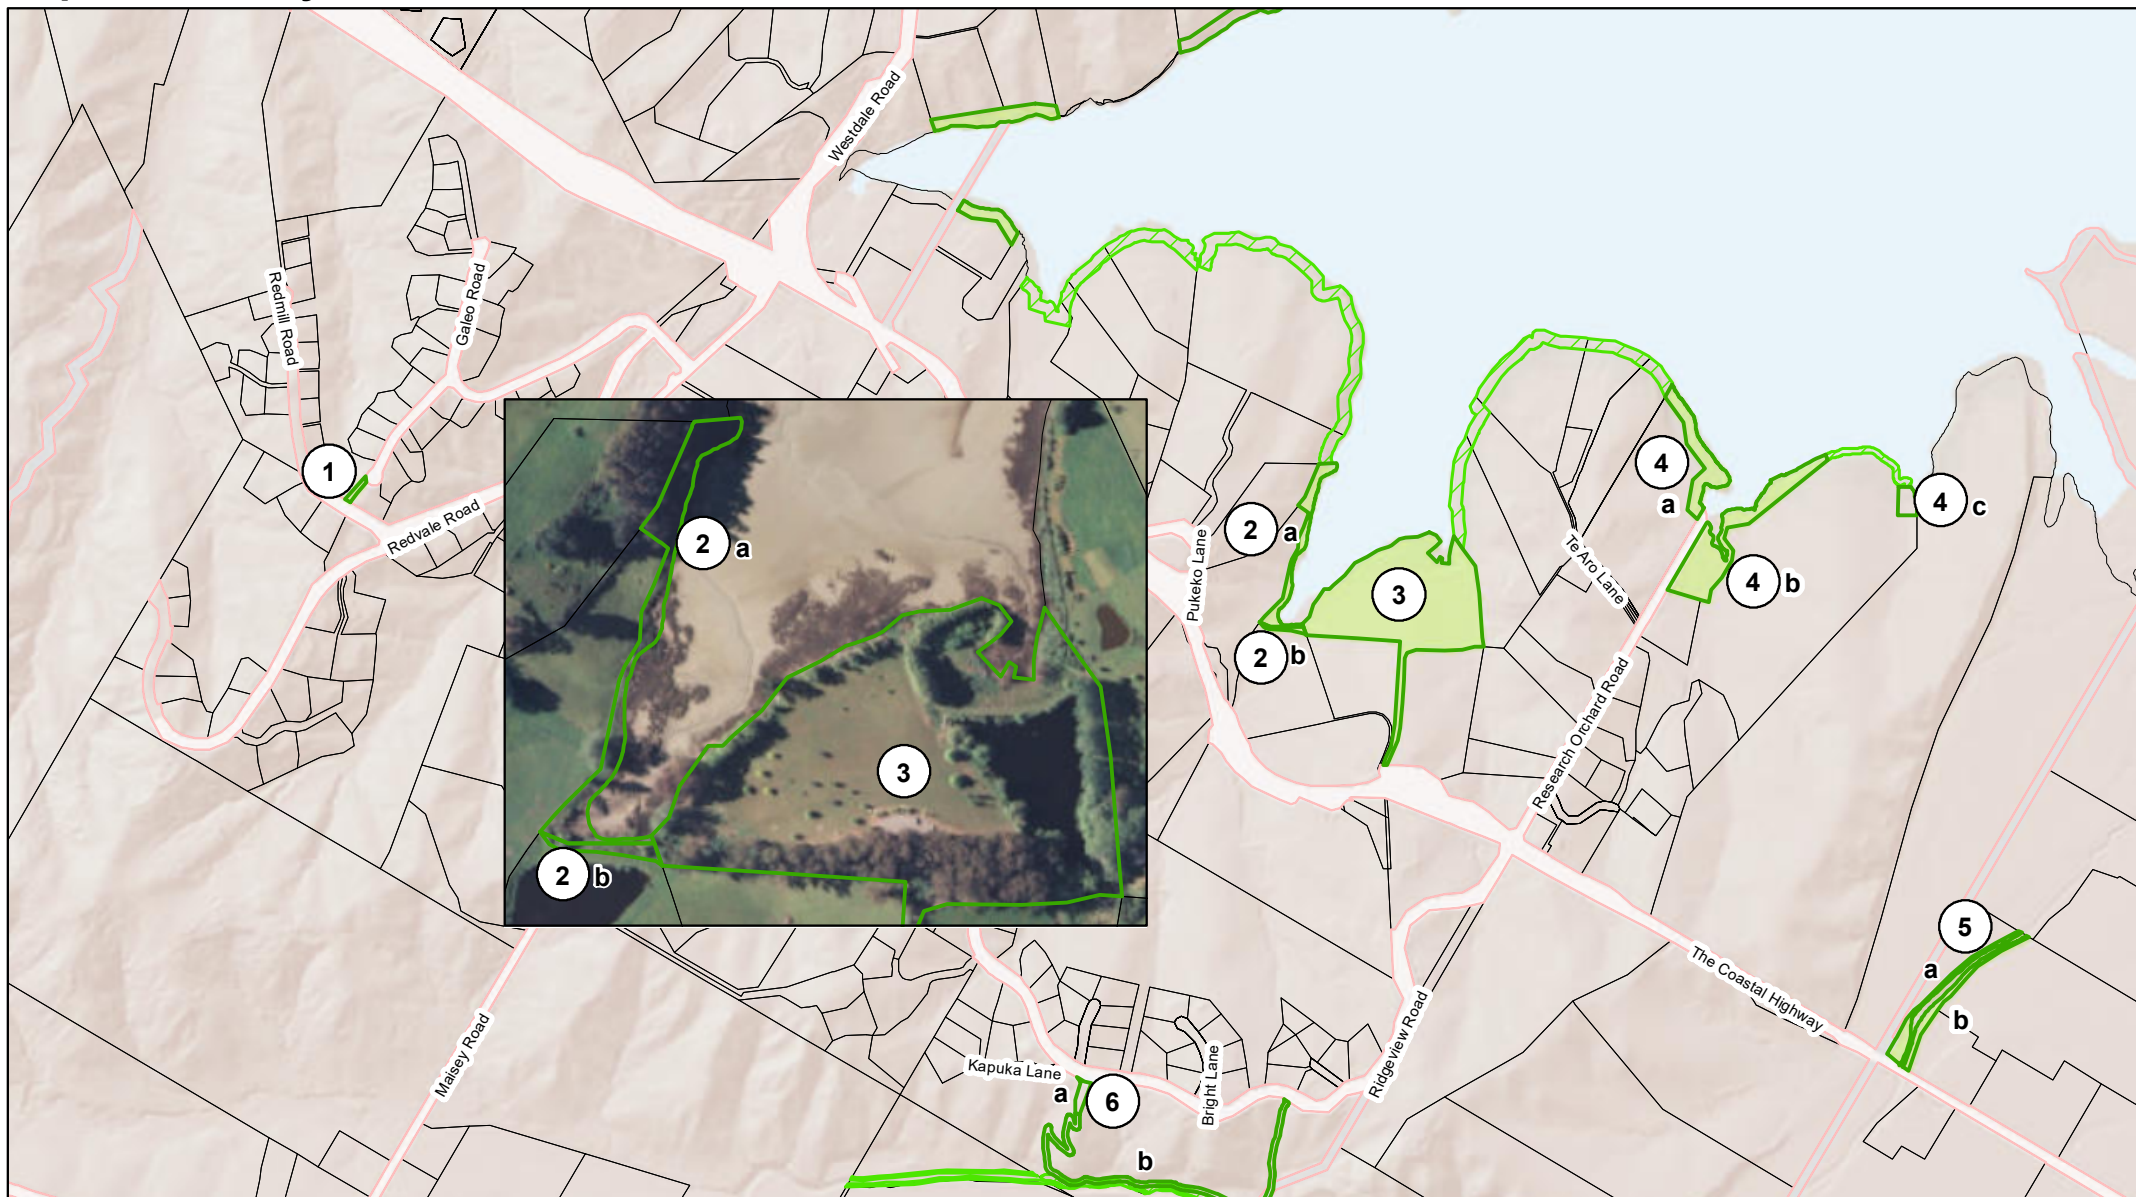 Westdale Road
Redmill Road
Galeo Road
1
Redvale Road
2
a
2
b
3
Pukeko Lane
2
a
2
b
3
4
a
4
b
4
c
Te Aro Lane
Research Orchard Road
5
a
b
The Coastal Highway
Maisey Road
Kapuka Lane
a
6
b
Bright Lane
Ridgeview Road